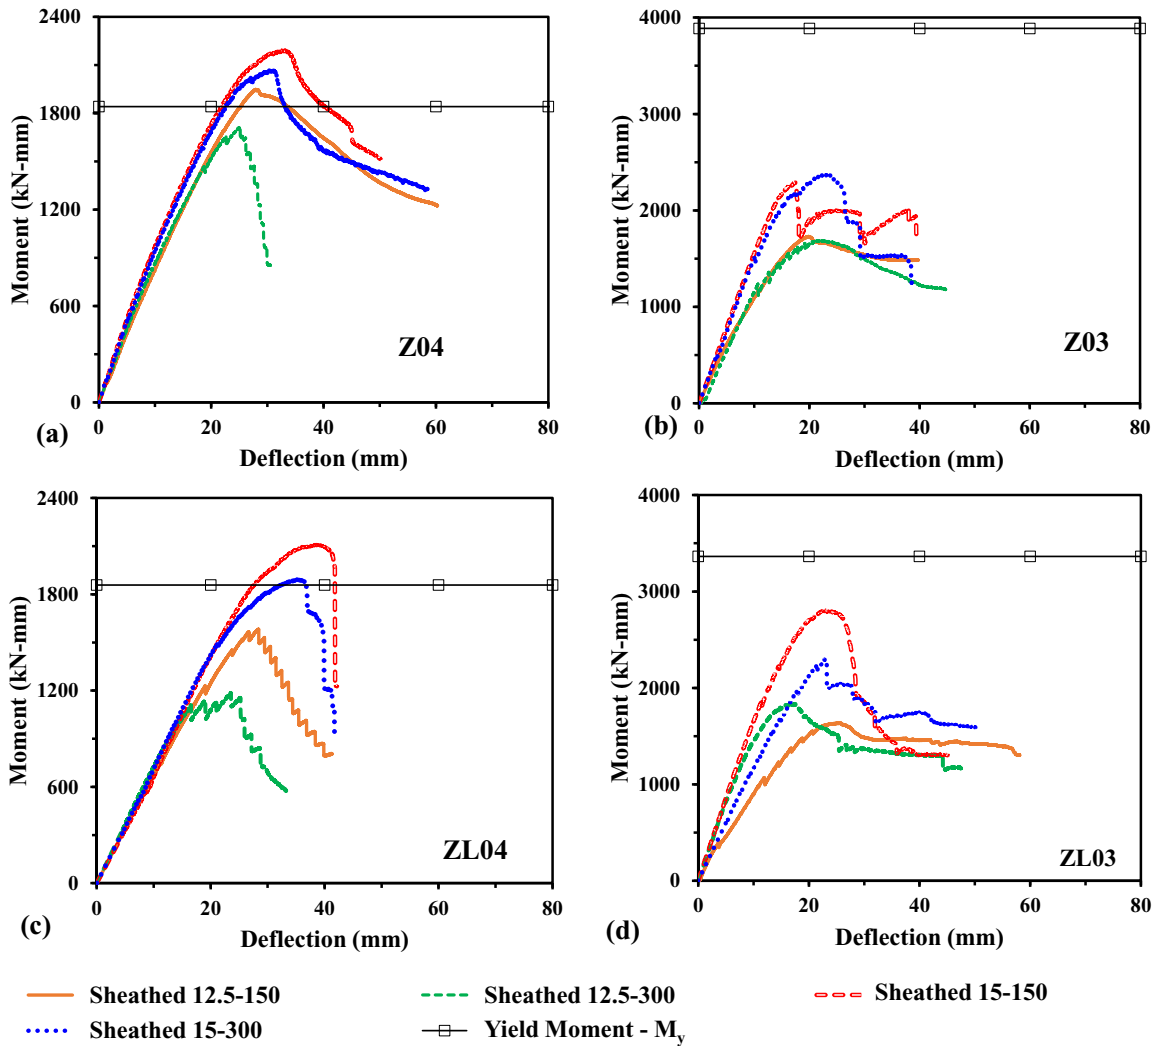 2400
1800
1200
600
0
0 20 40 60 80
Moment (kN-mm)
Deflection (mm)
Z04
(a)
4000
3000
2000
1000
0
0 20 40 60 80
Moment (kN-mm)
Deflection (mm)
Z03
(b)
2400
1800
1200
600
0
0 20 40 60 80
Moment (kN-mm)
Deflection (mm)
ZL04
(c)
4000
3000
2000
1000
0
0 20 40 60 80
Moment (kN-mm)
Deflection (mm)
ZL03
(d)
Sheathed 12.5-150
Sheathed 12.5-300
Sheathed 15-150
Sheathed 15-300
Yield Moment - My